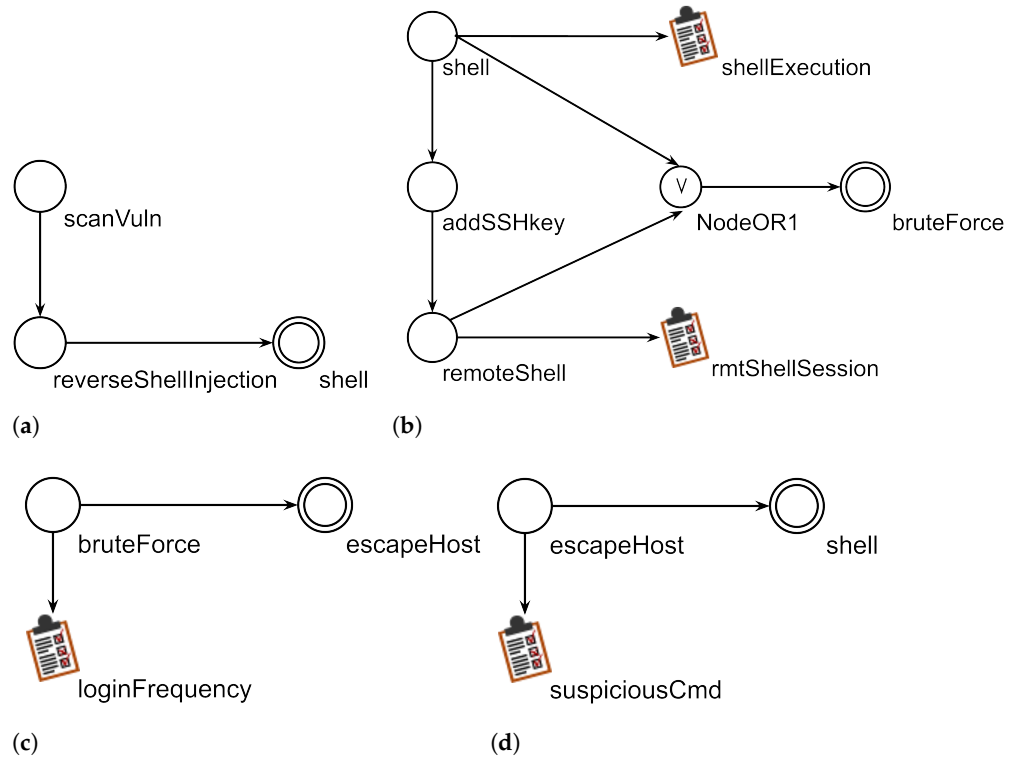 shell
shellExecution
scanVuln
addSSHkey
V
NodeOR1
bruteForce
reverseShellInjection
shell
remoteShell
rmtShellSession
(a)
(b)
bruteForce
escapeHost
loginFrequency
escapeHost
shell
suspiciousCmd
(c)
(d)